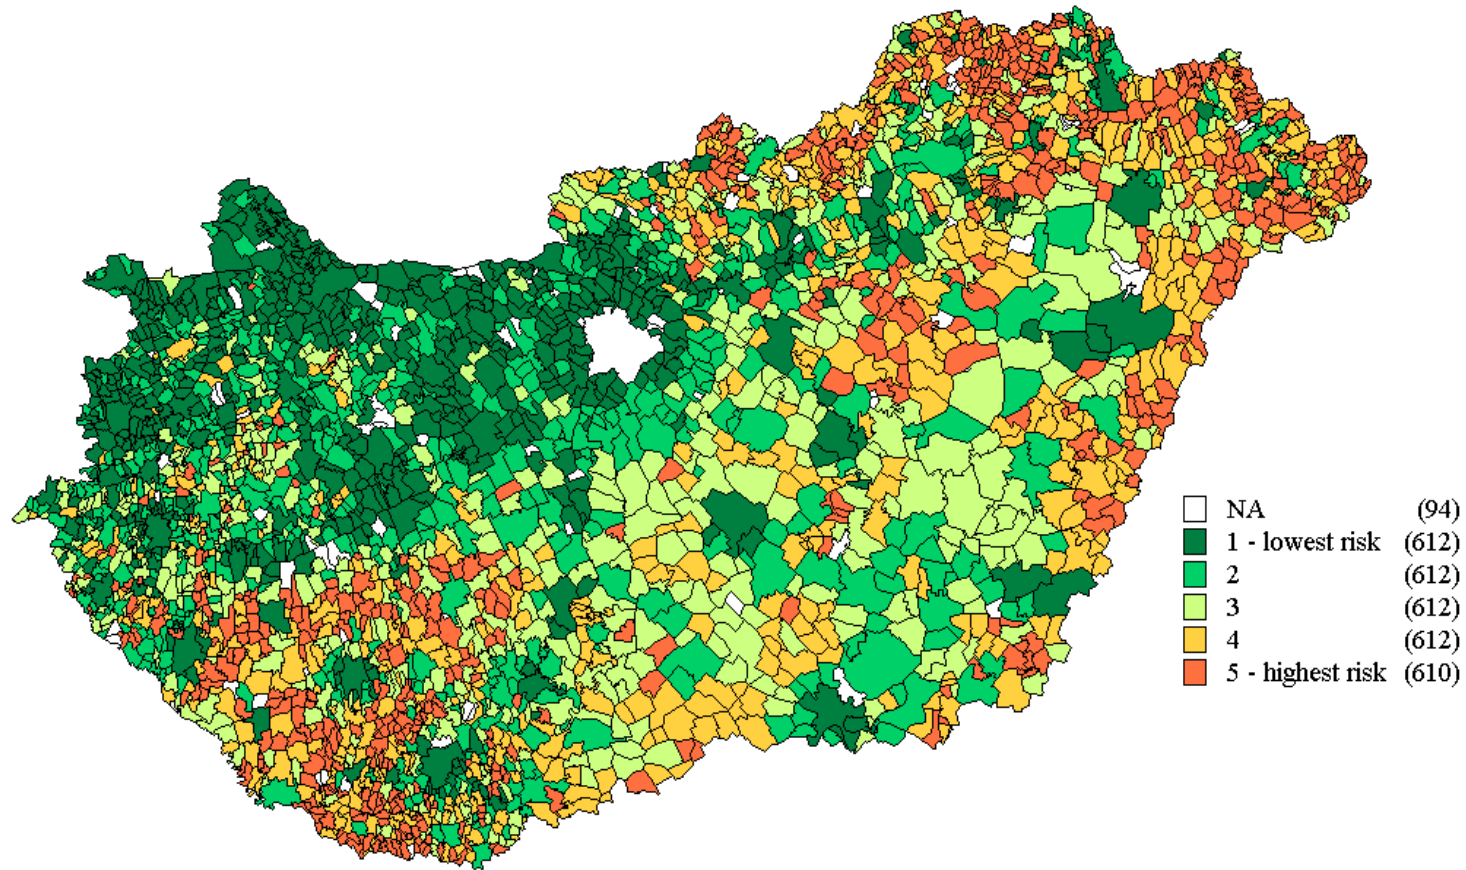 NA (94)
1 - lowest risk (612)
2 (612)
3 (612)
4 (612)
5 - highest risk (610)